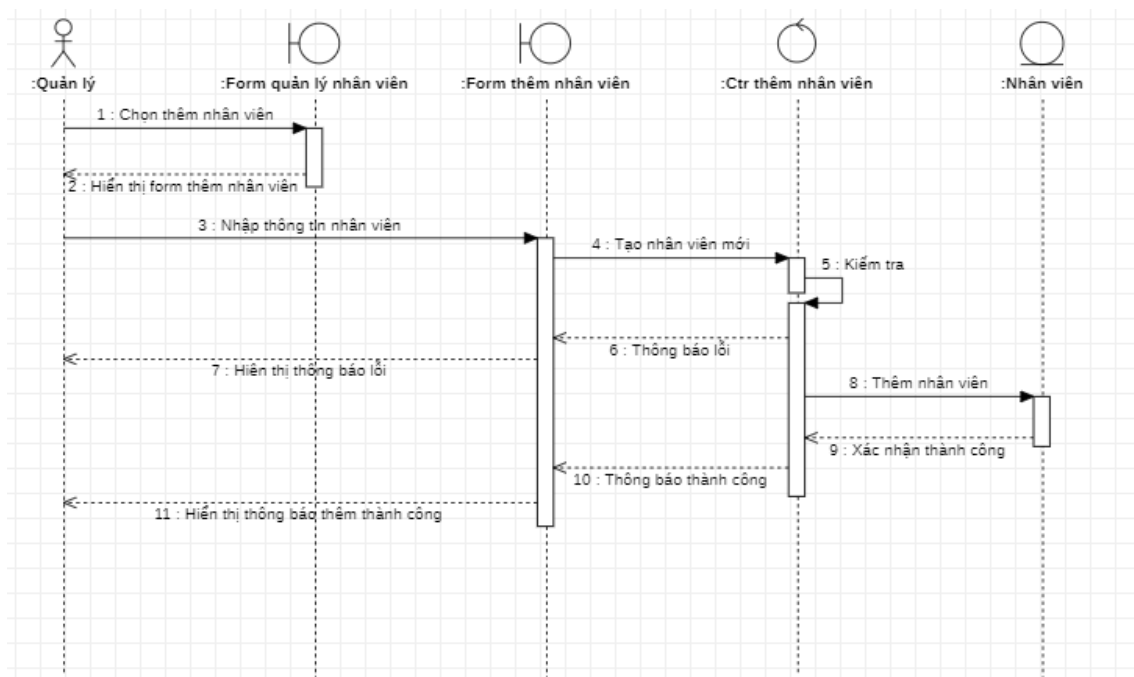 :Quản lý
:Form quản lý nhân viên
:Form thêm nhân viên
:Ctr thêm nhân viên
:Nhân viên
1 : Chọn thêm nhân viên
2 : Hiển thị form thêm nhân viên
3 : Nhập thông tin nhân viên
4 : Tạo nhân viên mới
5 : Kiểm tra
6 : Thông báo lỗi
7 : Hiên thị thông báo lỗi
8 : Thêm nhân viên
9 : Xác nhận thành công
10 : Thông báo thành công
11 : Hiển thị thông báo thêm thành công